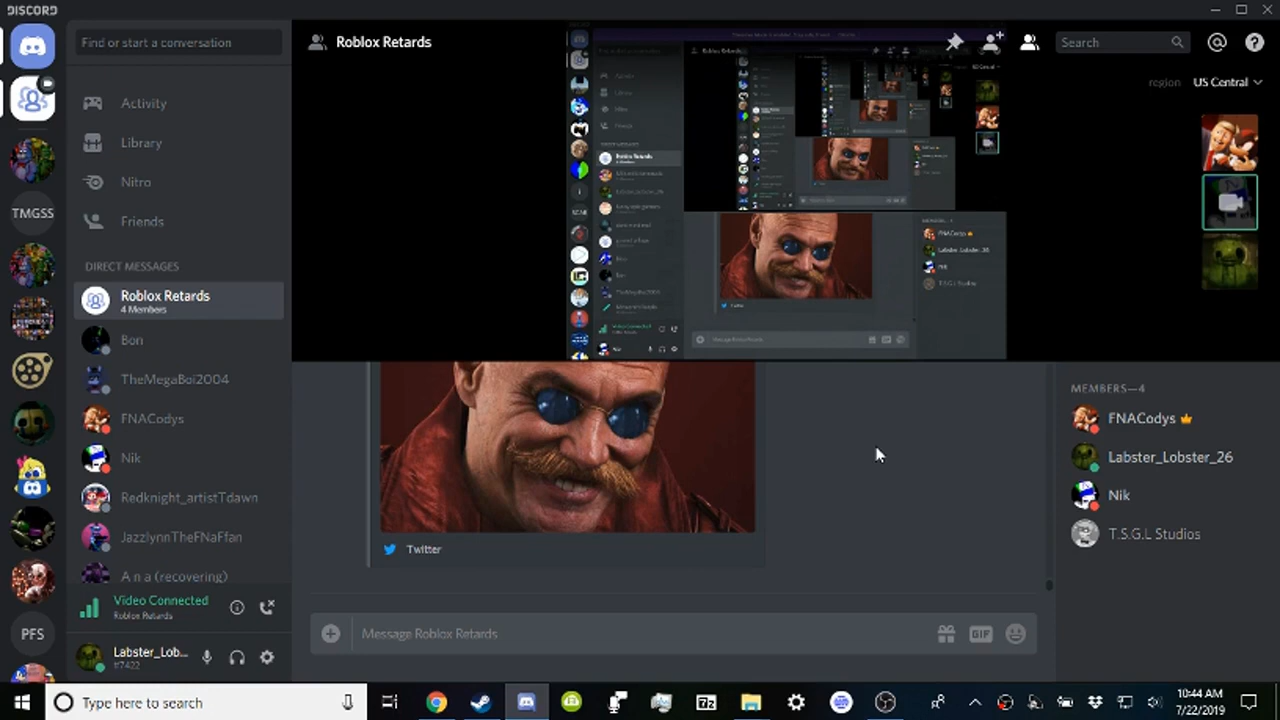 DISCORD
Find or start a conversation
Roblox Retards
Search
region US Central
Activity
Library
Nitro
Friends
DIRECT MESSAGES
Roblox Retards
4 Members
Bon
TheMegaBoi2004
FNACodys
Nik
Redknight_artistTdawn
JazzlynnTheFNaFfan
A n a (recovering)
TMGSS
PFS
Video Connected
Roblox Retards
Labster_Lob...
#7422
Twitter
Message Roblox Retards
GIF
MEMBERS—4
FNACodys
Labster_Lobster_26
Nik
T.S.G.L Studios
Type here to search
10:44 AM
7/22/2019